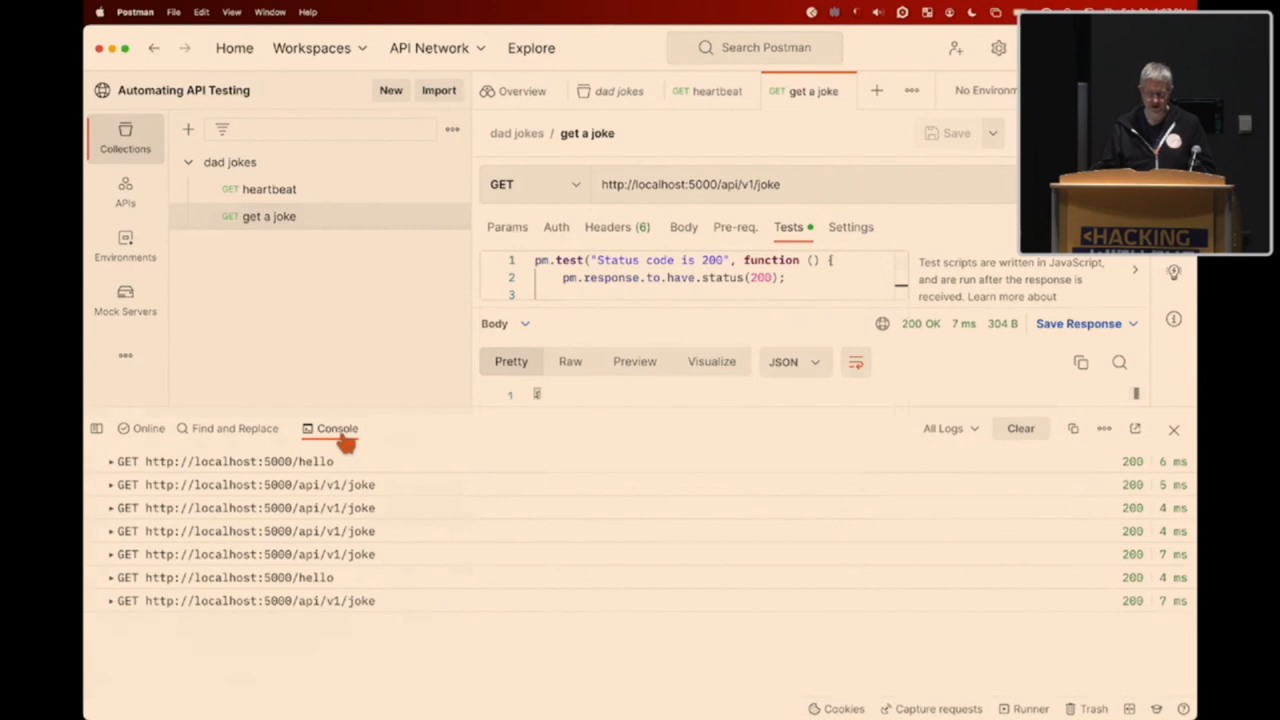 Postman File Edit View Window Help
Home Workspaces API Network Explore Search Postman
Automating API Testing New Import Overview dad jokes GET heartbeat GET get a joke No Environm
Collections
APIs
Environments
Mock Servers
dad jokes
GET heartbeat
GET get a joke
dad jokes / get a joke Save
GET http://localhost:5000/api/v1/joke
Params Auth Headers (6) Body Pre-req. Tests Settings
1 pm.test("Status code is 200", function () {
2 pm.response.to.have.status(200);
3
Test scripts are written in JavaScript,
and are run after the response is
received. Learn more about
Body 200 OK 7 ms 304 B Save Response
Pretty Raw Preview Visualize JSON
1 {
Online Find and Replace Console All Logs Clear
GET http://localhost:5000/hello 200 6 ms
GET http://localhost:5000/api/v1/joke 200 5 ms
GET http://localhost:5000/api/v1/joke 200 4 ms
GET http://localhost:5000/api/v1/joke 200 4 ms
GET http://localhost:5000/api/v1/joke 200 7 ms
GET http://localhost:5000/hello 200 4 ms
GET http://localhost:5000/api/v1/joke 200 7 ms
Cookies Capture requests Runner Trash
<HACKING